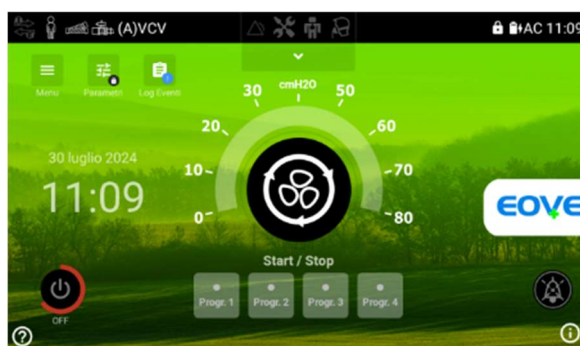 (A)VCV
AC 11:09
Menu
Parametri
Log Eventi
cmH2O
30
50
20
60
10
70
0
80
30 luglio 2024
11:09
EOVE
Start / Stop
Progr. 1
Progr. 2
Progr. 3
Progr. 4
OFF